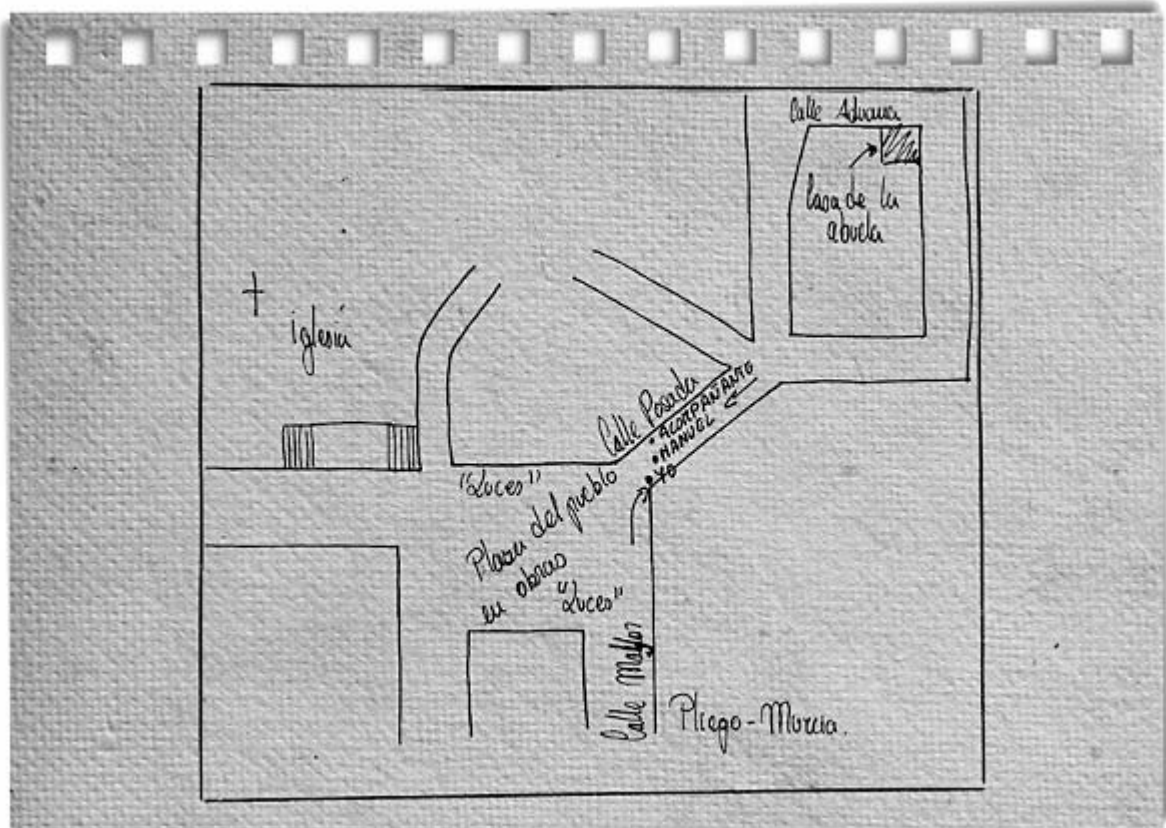 Calle Aduana
Casa de la
abuela
iglesia
Calle Posada
ACOMPAÑANTE
MANUEL
YO
"Luces"
Plaza del pueblo
en obras
"Luces"
Calle Mayor
Pliego-Murcia.